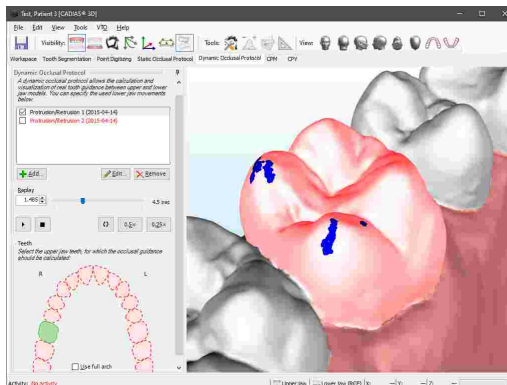 Test, Patient 3 [CADIAS® 3D]
File Edit View Tools VTO Help
Visibility: Tools: View:
Workspace Tooth Segmentation Point Digitizing Static Occlusal Protocol Dynamic Occlusal Protocol CPM CPV
Dynamic Occlusal Protocol
A dynamic occlusal protocol allows the calculation and
visualization of real tooth guidance between upper and lower
jaw models. You can specify the used lower jaw movements
below.
Protrusion/Retrusion 1 (2015-04-14)
Protrusion/Retrusion 2 (2015-04-14)
Add... Edit... Remove
Replay
1.485 4.5 sec
0.5x 0.25x
Teeth
Select the upper jaw teeth, for which the occlusal guidance
should be calculated:
R L
Use full arch
Activity: No activity Upper Jaw Lower Jaw (RCP) X: Y: Z: